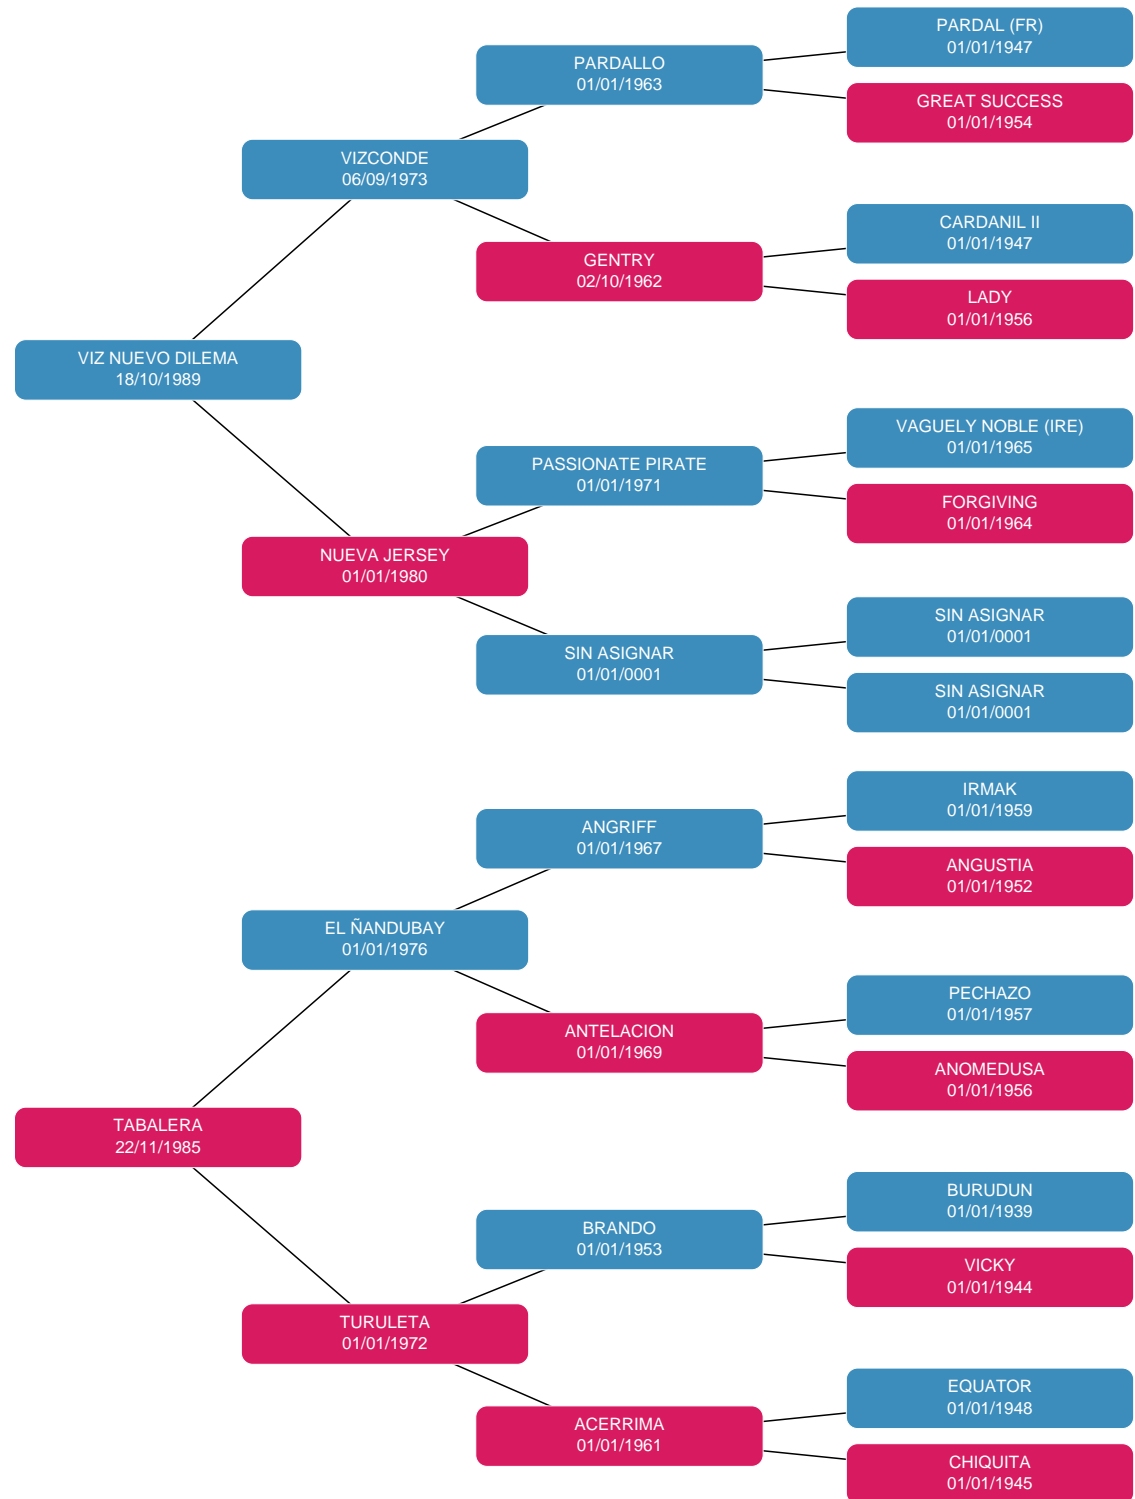 PARDAL (FR)
01/01/1947
PARDALLO
01/01/1963
GREAT SUCCESS
01/01/1954
VIZCONDE
06/09/1973
CARDANIL II
01/01/1947
GENTRY
02/10/1962
LADY
01/01/1956
VIZ NUEVO DILEMA
18/10/1989
VAGUELY NOBLE (IRE)
01/01/1965
PASSIONATE PIRATE
01/01/1971
FORGIVING
01/01/1964
NUEVA JERSEY
01/01/1980
SIN ASIGNAR
01/01/0001
SIN ASIGNAR
01/01/0001
SIN ASIGNAR
01/01/0001
IRMAK
01/01/1959
ANGRIFF
01/01/1967
ANGUSTIA
01/01/1952
EL ÑANDUBAY
01/01/1976
PECHAZO
01/01/1957
ANTELACION
01/01/1969
ANOMEDUSA
01/01/1956
TABALERA
22/11/1985
BURUDUN
01/01/1939
BRANDO
01/01/1953
VICKY
01/01/1944
TURULETA
01/01/1972
EQUATOR
01/01/1948
ACERRIMA
01/01/1961
CHIQUITA
01/01/1945